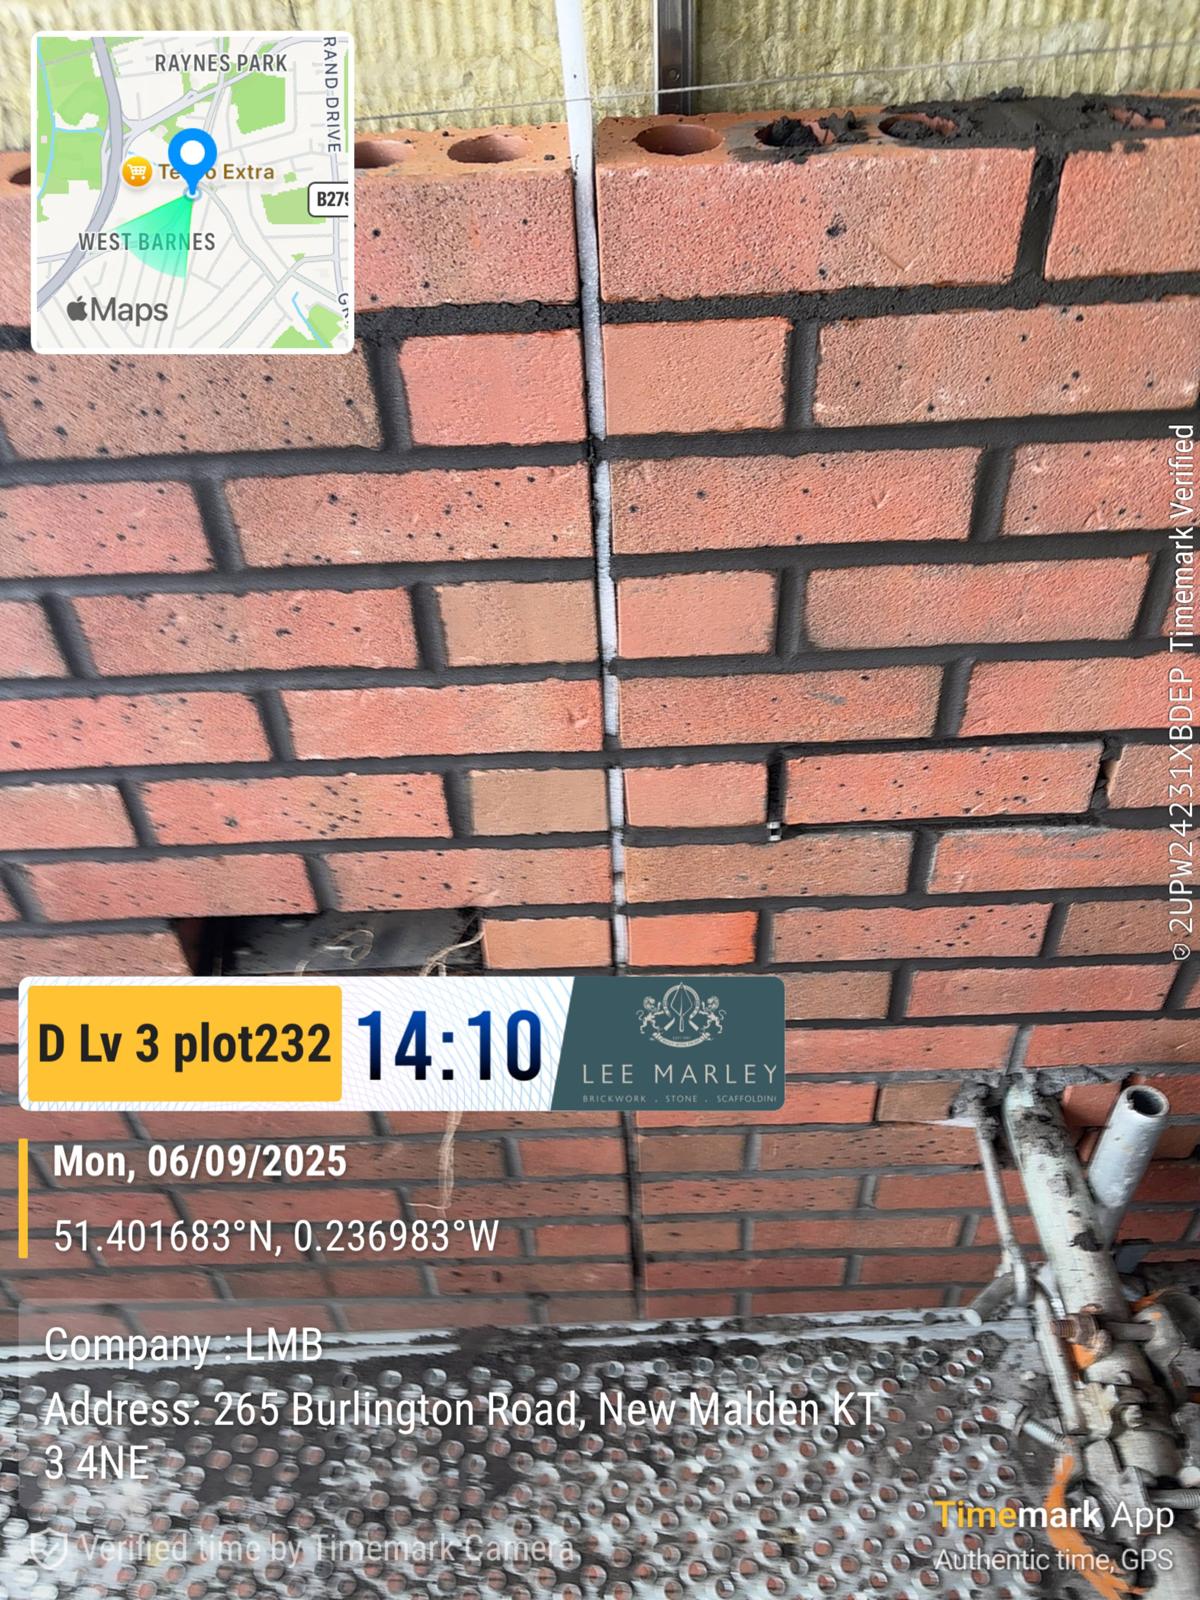 RAYNES PARK
RAND DRIVE
Extra
B279
WEST BARNES
Maps
2UPW24231XBDEP Timemark Verified
D Lv 3 plot232
14:10
LEE MARLEY
BRICKWORK . STONE . SCAFFOLDIN
Mon, 06/09/2025
51.401683°N, 0.236983°W
Company : LMB
Address: 265 Burlington Road, New Malden KT
3 4NE
Verified time by Timemark Camera
Timemark App
Authentic time, GPS